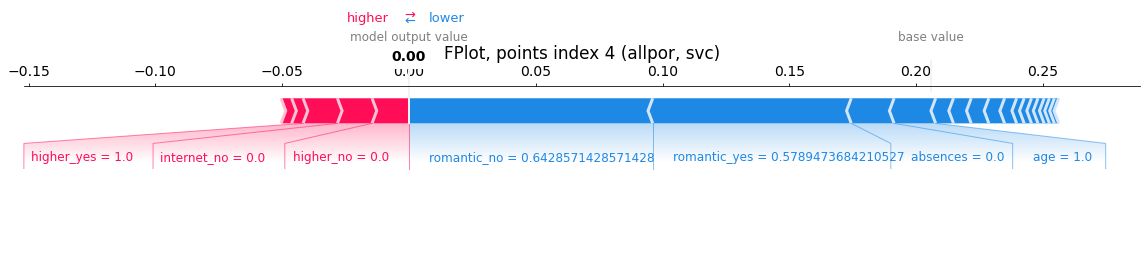 higher ⇄ lower
model output value base value
FPlot, points index 4 (allpor, svc)
0.00
−0.15 −0.10 −0.05 0.00 0.05 0.10 0.15 0.20 0.25
higher_yes = 1.0 internet_no = 0.0 higher_no = 0.0 romantic_no = 0.6428571428571428 romantic_yes = 0.5789473684210527 absences = 0.0 age = 1.0